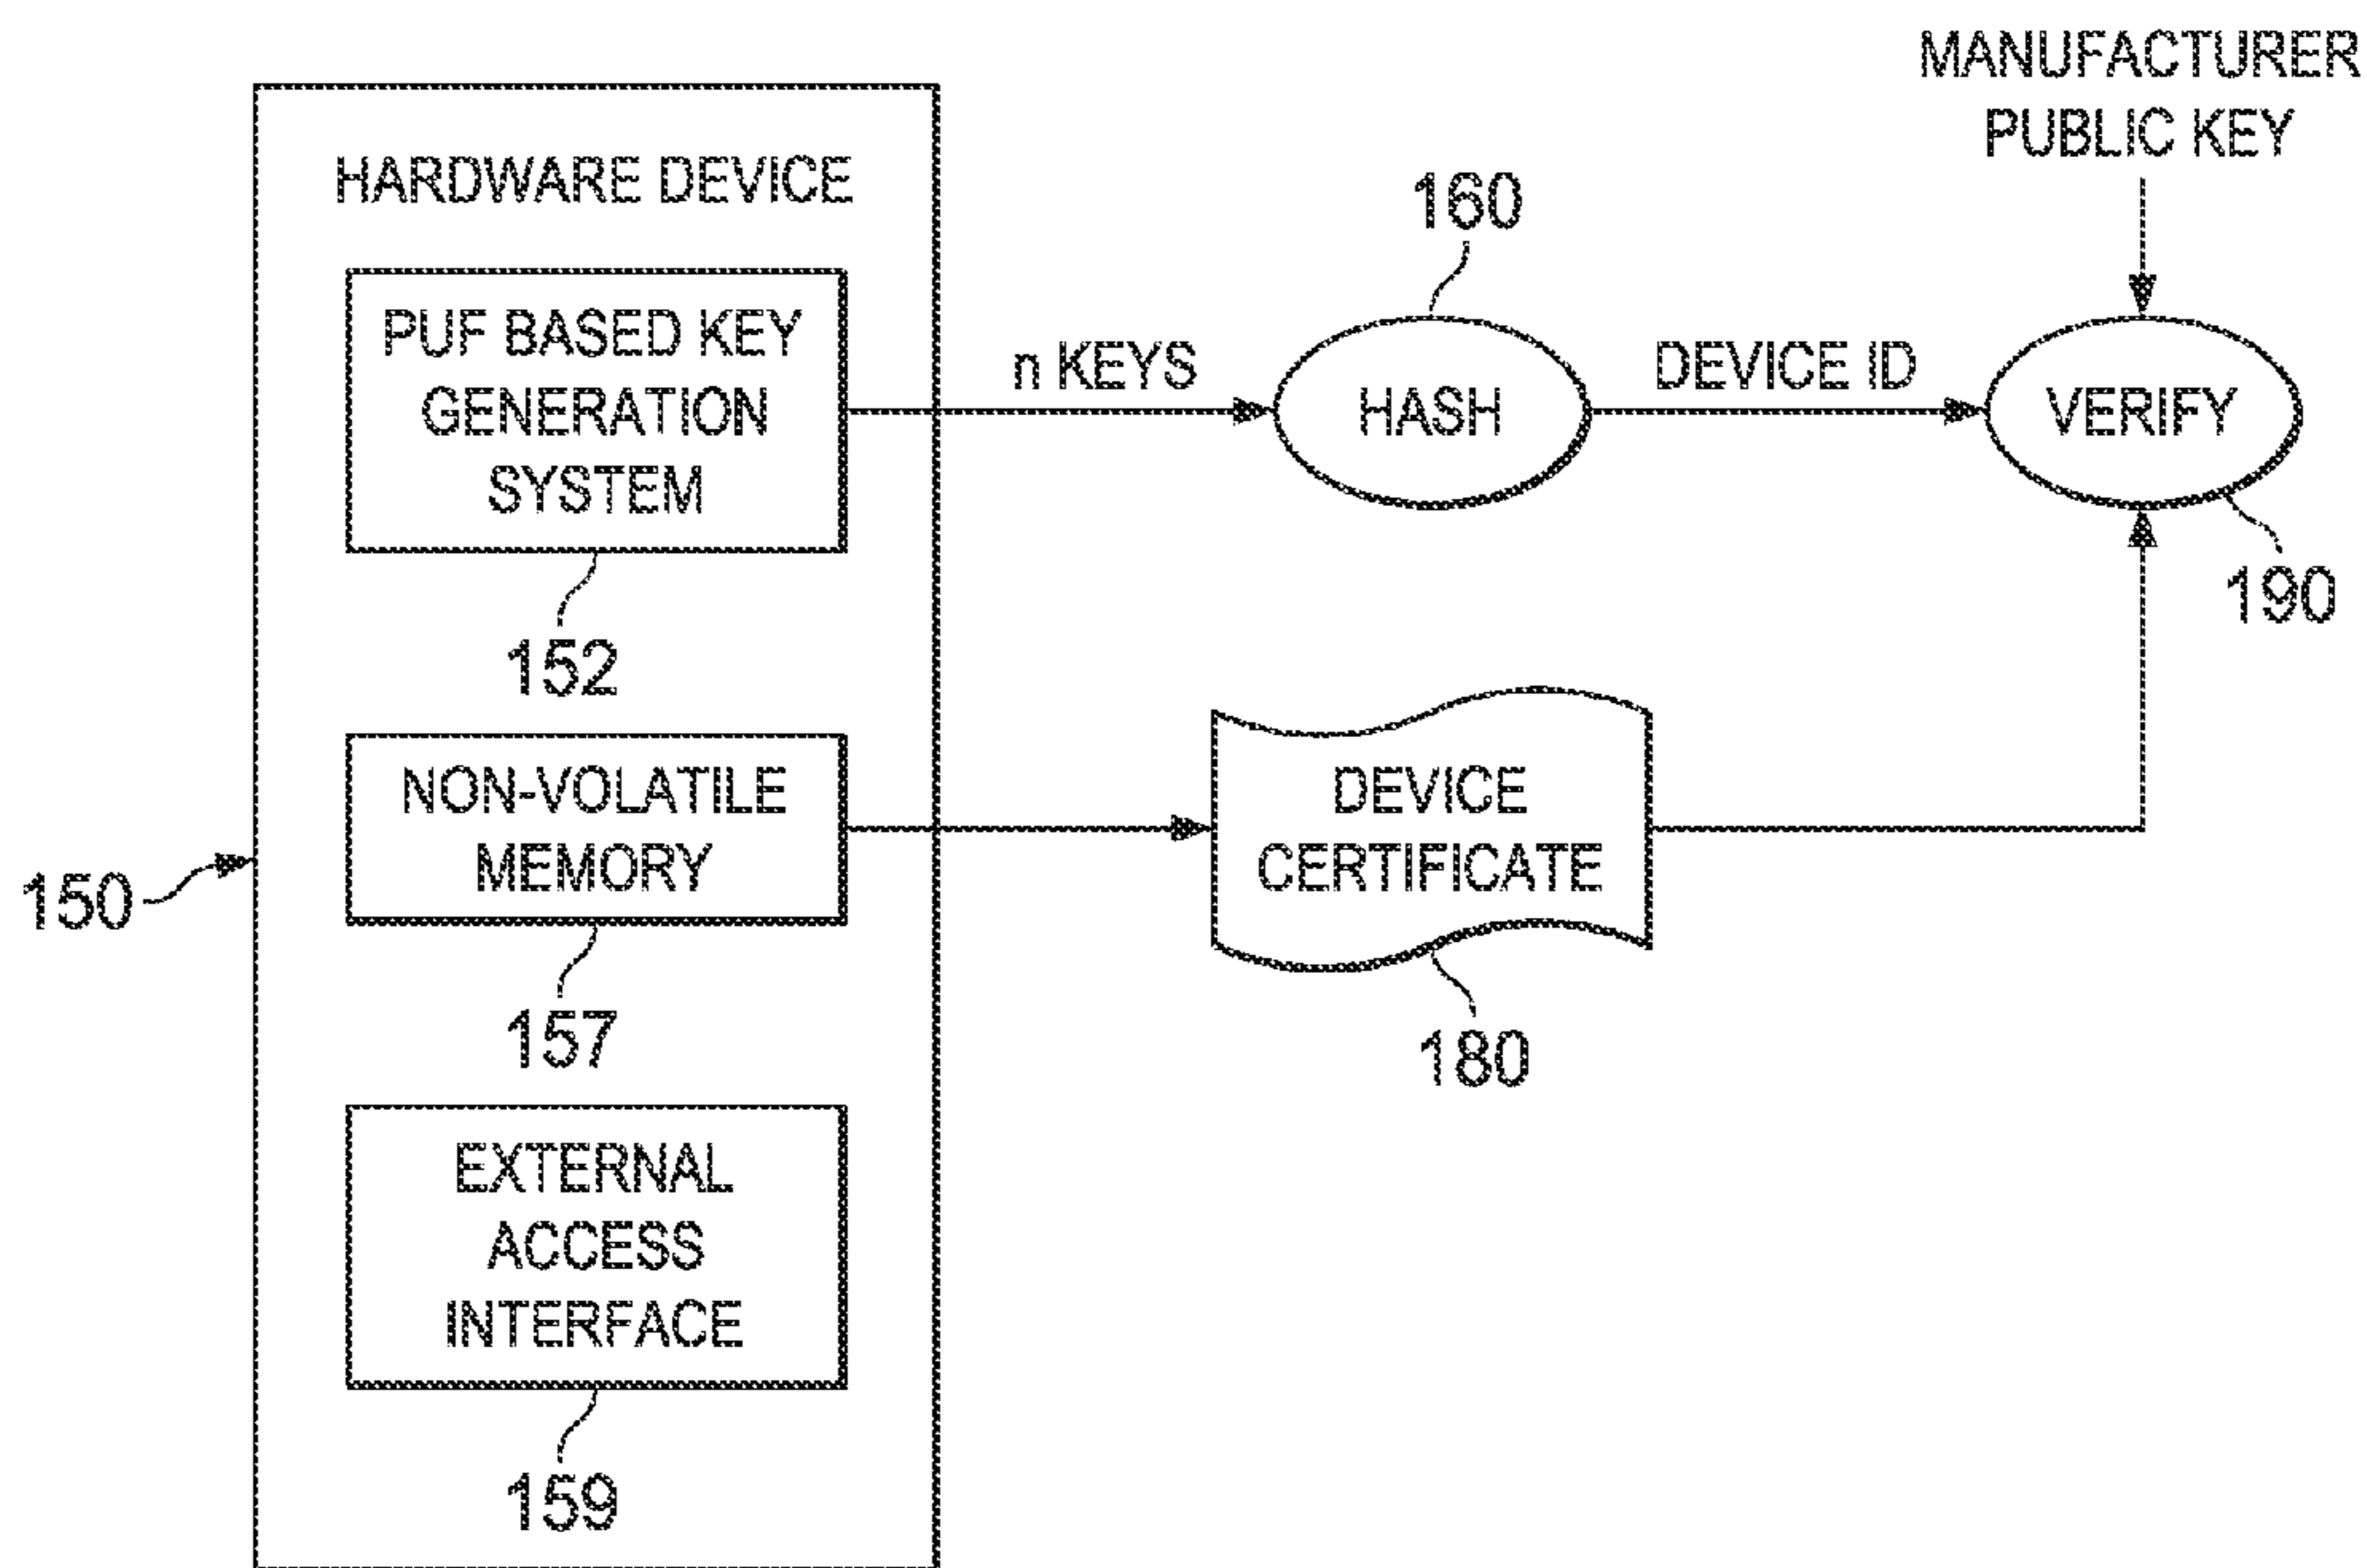 MANUFACTURER
PUBLIC KEY
HARDWARE DEVICE
160
PUF BASED KEY
GENERATION
SYSTEM
n KEYS
HASH
DEVICE ID
VERIFY
190
152
NON-VOLATILE
MEMORY
DEVICE
CERTIFICATE
150
157
180
EXTERNAL
ACCESS
INTERFACE
159